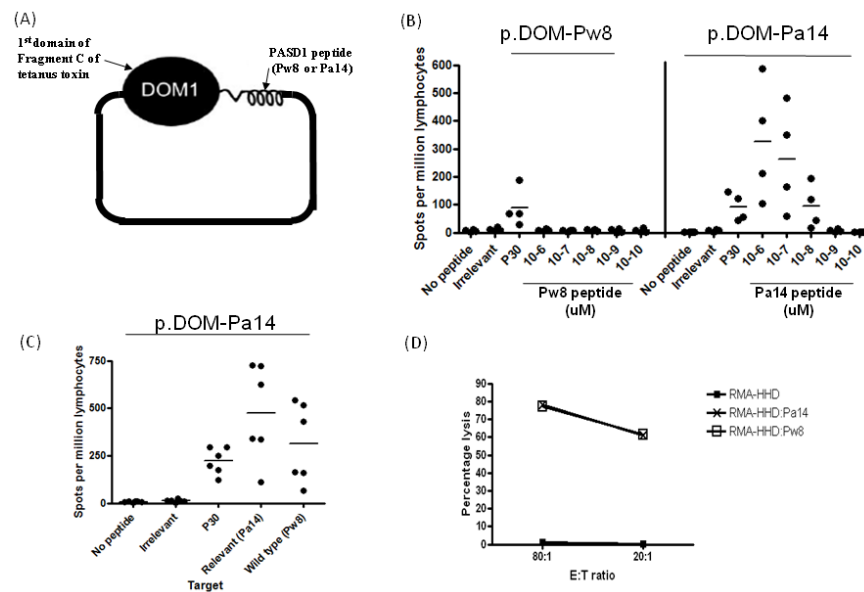 (A)
1st domain of
Fragment C of
tetanus toxin
PASD1 peptide
(Pw8 or Pa14)
DOM1
(B)
p.DOM-Pw8
p.DOM-Pa14
Spots per million lymphocytes
600
500
400
300
200
100
0
No peptide
Irrelevant
P30
10-6
10-7
10-8
10-9
10-10
No peptide
Irrelevant
P30
10-6
10-7
10-8
10-9
10-10
Pw8 peptide
(uM)
Pa14 peptide
(uM)
(C)
p.DOM-Pa14
Spots per million lymphocytes
750
500
250
0
No peptide
Irrelevant
P30
Relevant (Pa14)
Wild type (Pw8)
Target
(D)
Percentage lysis
90
80
70
60
50
40
30
20
10
0
80:1
20:1
E:T ratio
RMA-HHD
RMA-HHD:Pa14
RMA-HHD:Pw8